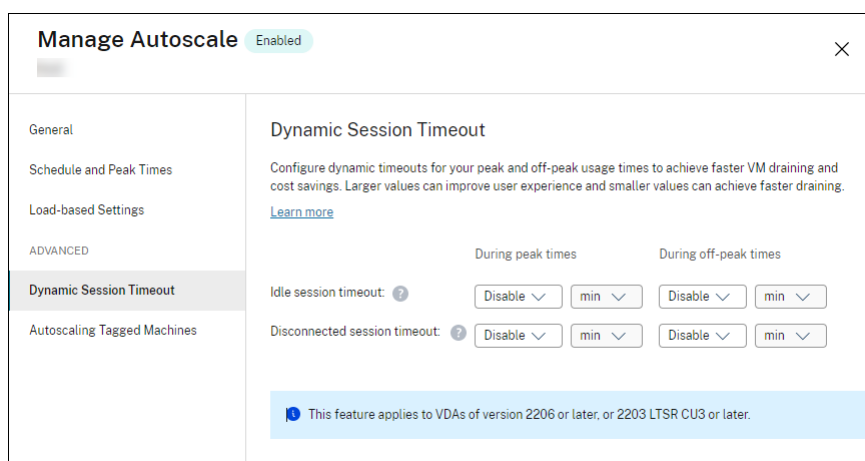 Manage Autoscale Enabled
General
Schedule and Peak Times
Load-based Settings
ADVANCED
Dynamic Session Timeout
Autoscaling Tagged Machines
Dynamic Session Timeout
Configure dynamic timeouts for your peak and off-peak usage times to achieve faster VM draining and
cost savings. Larger values can improve user experience and smaller values can achieve faster draining.
Learn more
During peak times During off-peak times
Idle session timeout: ? Disable min Disable min
Disconnected session timeout: ? Disable min Disable min
This feature applies to VDAs of version 2206 or later, or 2203 LTSR CU3 or later.